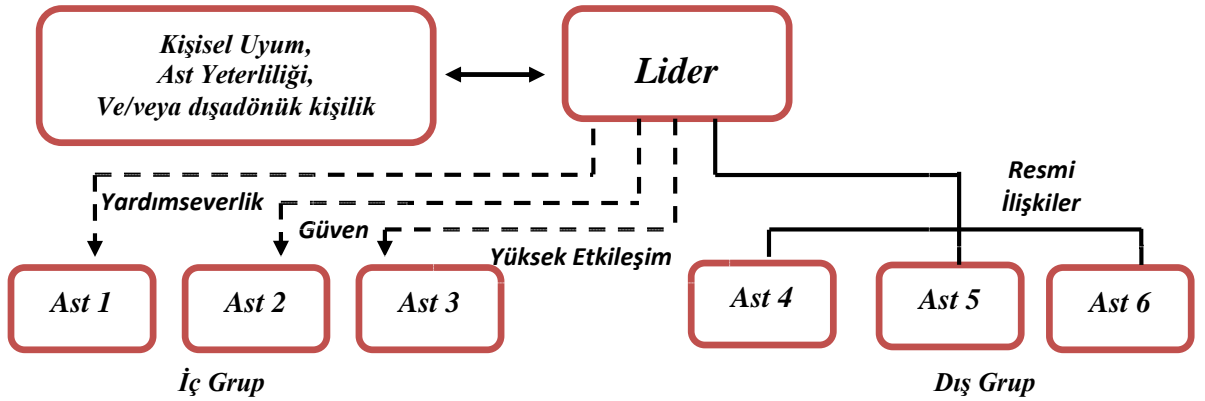 Kişisel Uyum,
Ast Yeterliliği,
Ve/veya dışadönük kişilik
Lider
Yardımseverlik
Güven
Yüksek Etkileşim
Resmi
İlişkiler
Ast 1
Ast 2
Ast 3
Ast 4
Ast 5
Ast 6
İç Grup
Dış Grup